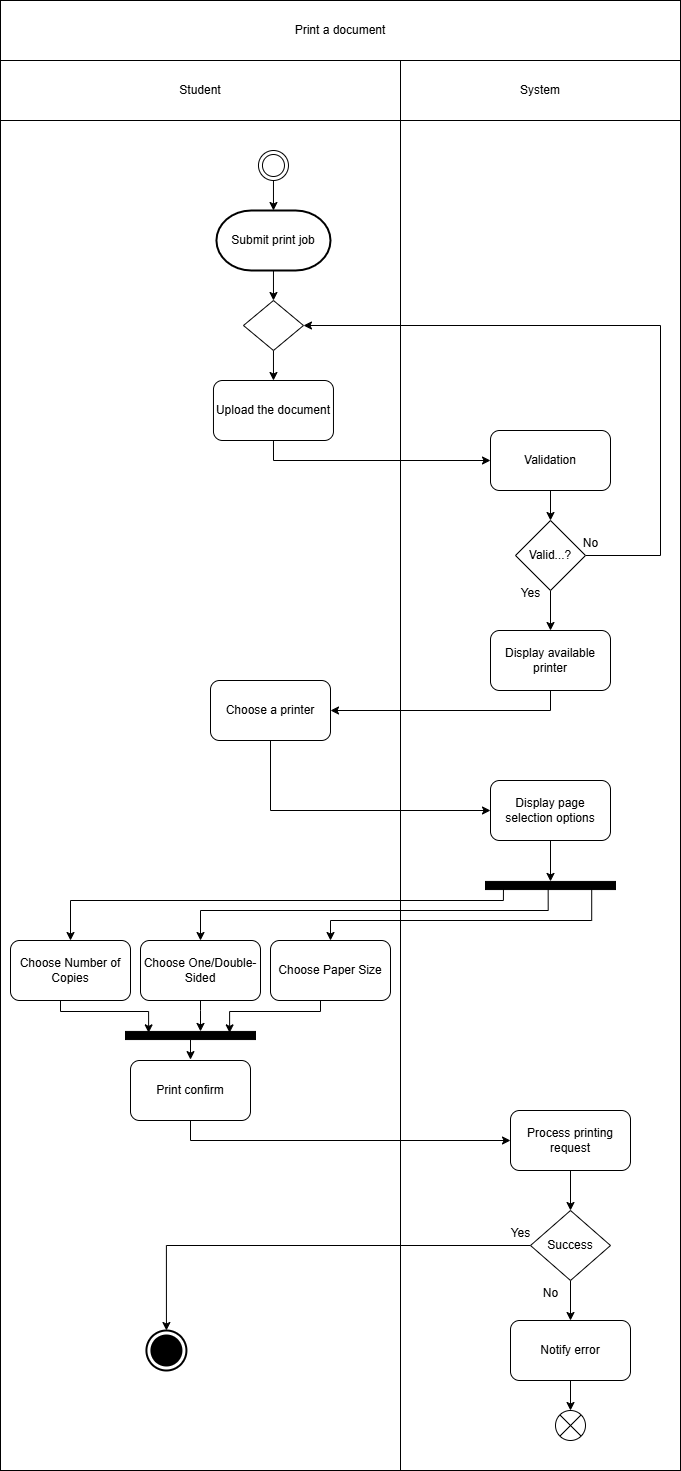 Print a document
Student
System
Submit print job
Upload the document
Validation
Valid...?
No
Yes
Display available
printer
Choose a printer
Display page
selection options
Choose Number of
Copies
Choose One/Double-
Sided
Choose Paper Size
Print confirm
Process printing
request
Yes
Success
No
Notify error